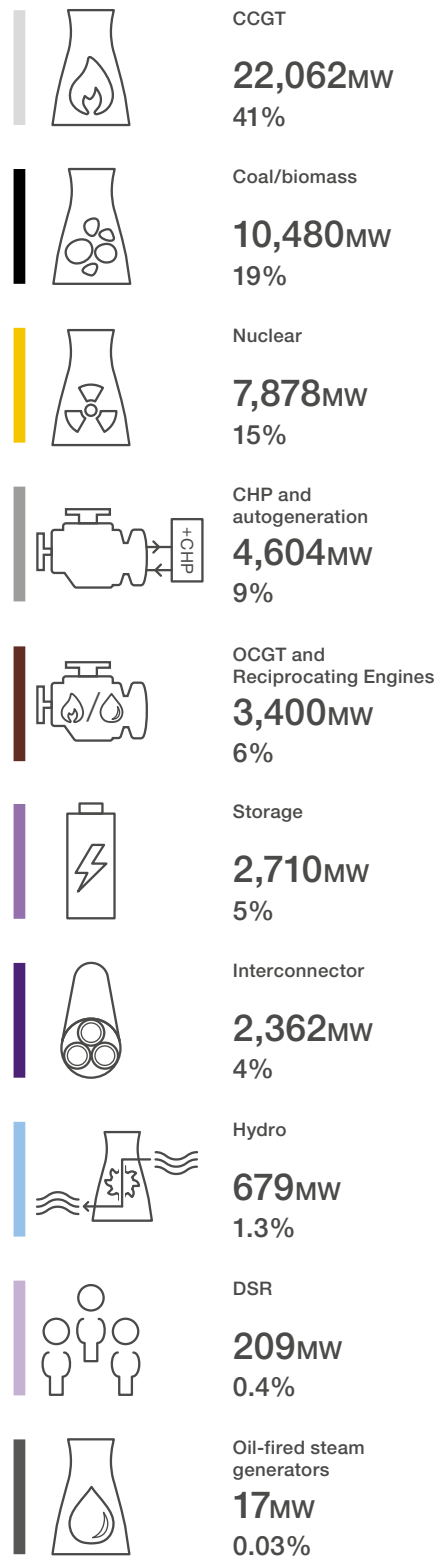 CCGT
22,062MW
41%
Coal/biomass
10,480MW
19%
Nuclear
7,878MW
15%
+CHP
CHP and
autogeneration
4,604MW
9%
OCGT and
Reciprocating Engines
3,400MW
6%
Storage
2,710MW
5%
Interconnector
2,362MW
4%
Hydro
679MW
1.3%
DSR
209MW
0.4%
Oil-fired steam
generators
17MW
0.03%